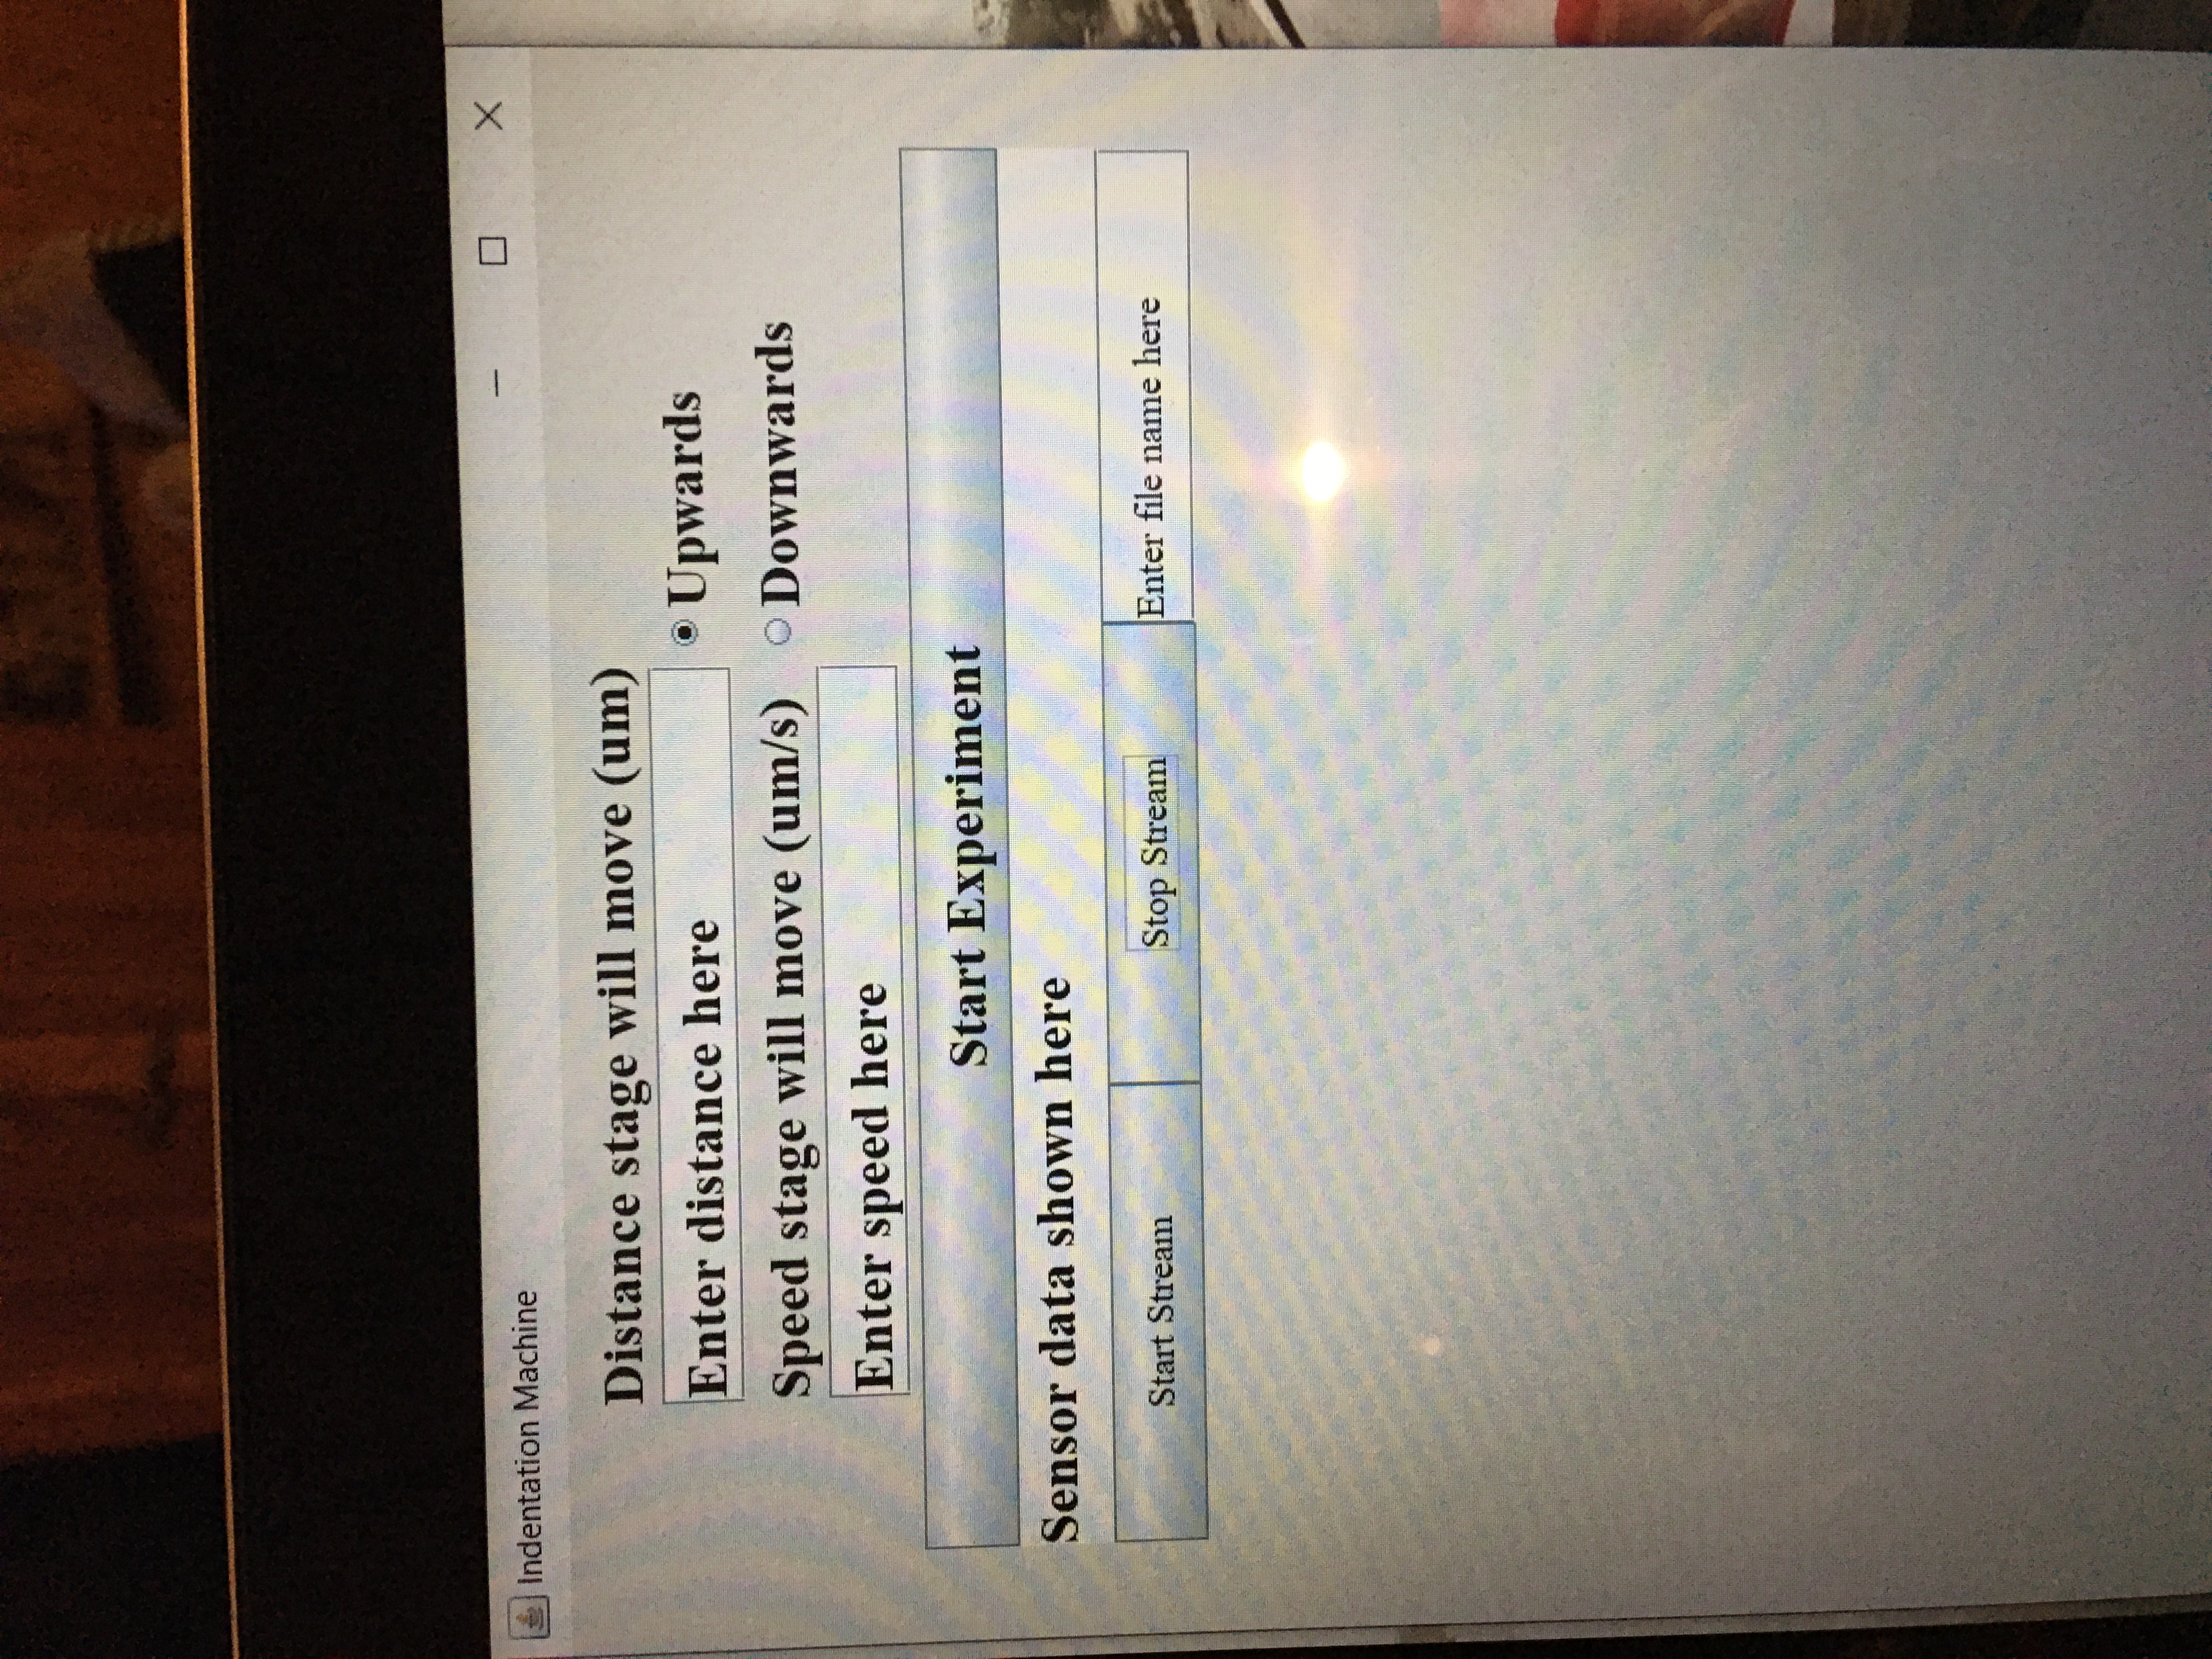 Indentation Machine
Distance stage will move (um)
Enter distance here
Upwards
Speed stage will move (um/s)
Downwards
Enter speed here
Start Experiment
Sensor data shown here
Start Stream
Stop Stream
Enter file name here